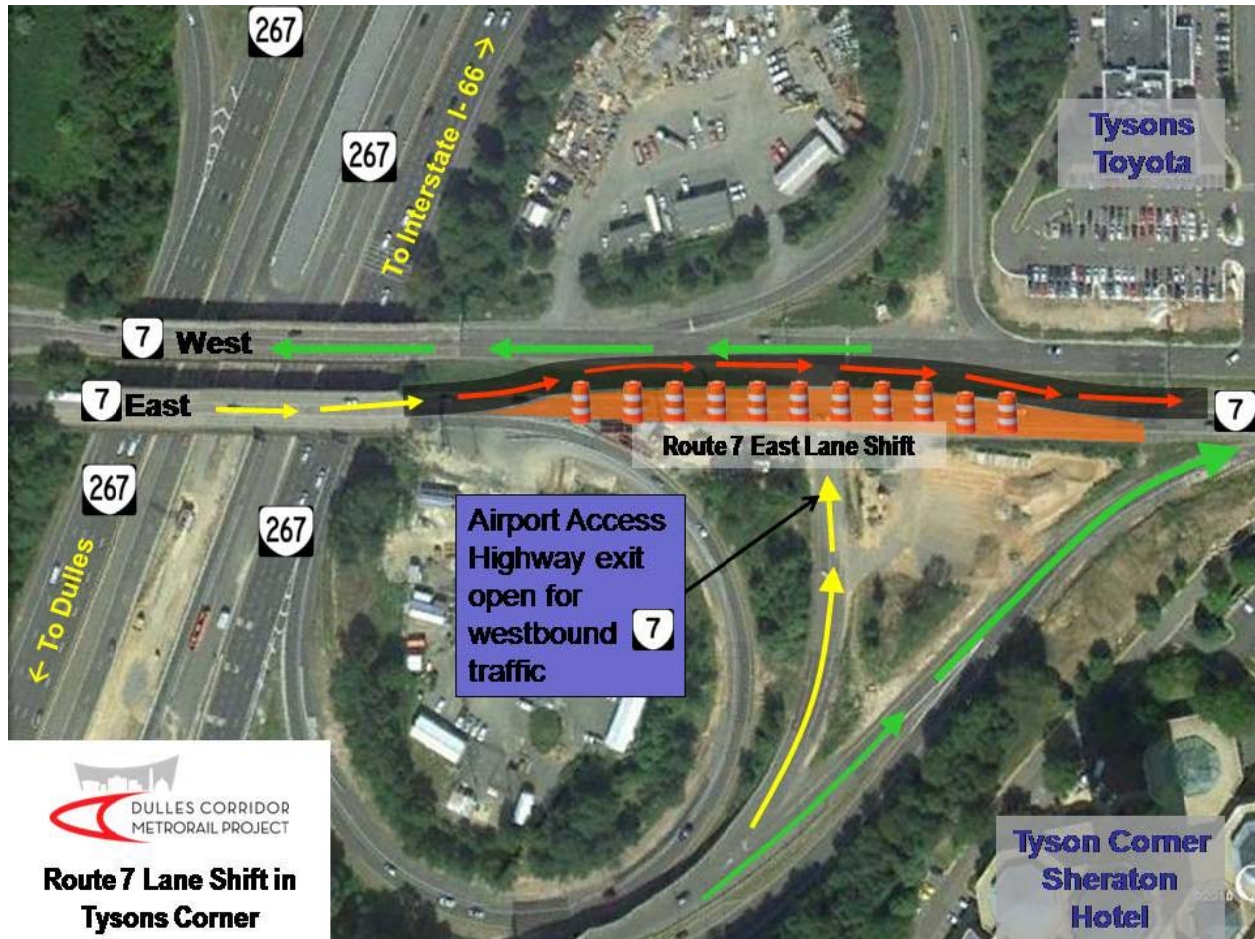 267
267
To Interstate I- 66 →
Tysons
Toyota
7 West
7 East
7
Route 7 East Lane Shift
267
267
← To Dulles
Airport Access
Highway exit
open for
westbound 7
traffic
DULLES CORRIDOR
METRORAIL PROJECT
Route 7 Lane Shift in
Tysons Corner
Tyson Corner
Sheraton
Hotel